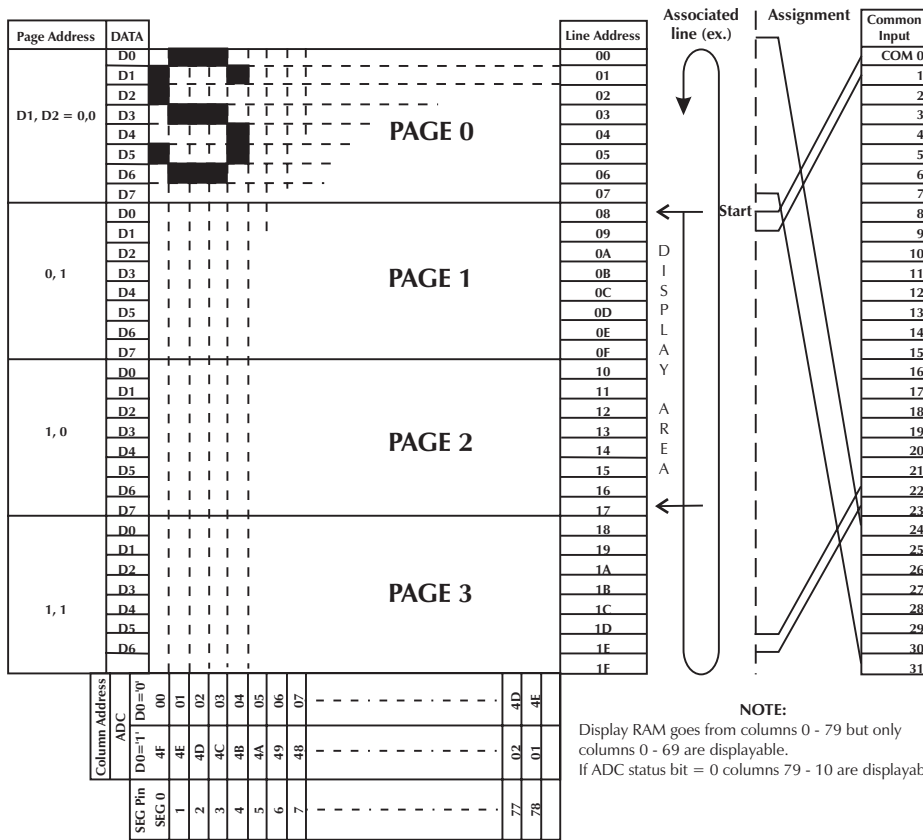 Page Address DATA Line Address Associated line (ex.) Assignment Common Input
D1, D2 = 0,0
PAGE 0
D0 00 COM 0
D1 01 1
D2 02 2
D3 03 3
D4 04 4
D5 05 5
D6 06 6
D7 07 7
0, 1
PAGE 1
Start
D0 08 8
D1 09 9
D2 0A 10
D3 0B 11
D4 0C 12
D5 0D 13
D6 0E 14
D7 0F 15
DISPLAY AREA
1, 0
PAGE 2
D0 10 16
D1 11 17
D2 12 18
D3 13 19
D4 14 20
D5 15 21
D6 16 22
D7 17 23
1, 1
PAGE 3
D0 18 24
D1 19 25
D2 1A 26
D3 1B 27
D4 1C 28
D5 1D 29
D6 1E 30
1F 31
Column Address
ADC
D0='0' 00 01 02 03 04 05 06 07 4D 4E
D0='1' 4F 4E 4D 4C 4B 4A 49 48 02 01
SEG Pin SEG 0 1 2 3 4 5 6 7 77 78
NOTE:
Display RAM goes from columns 0 - 79 but only
columns 0 - 69 are displayable.
If ADC status bit = 0 columns 79 - 10 are